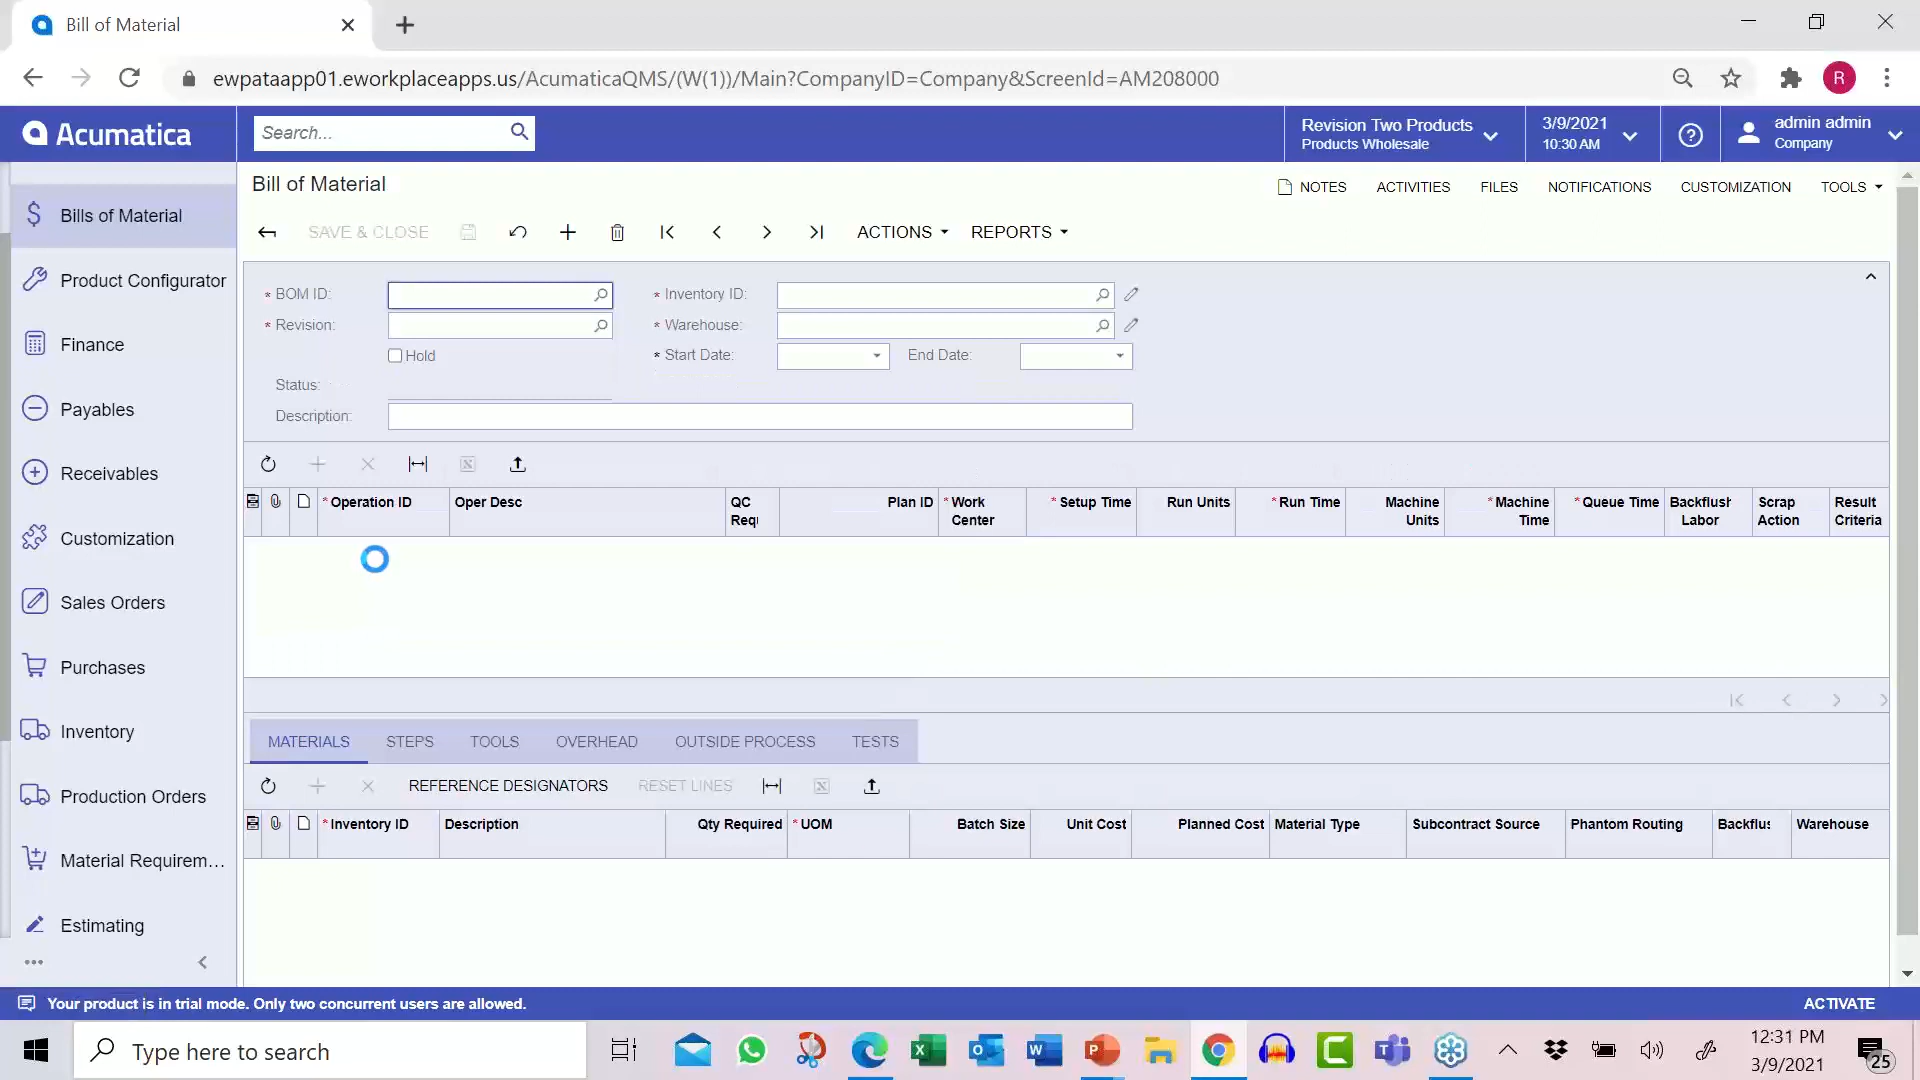 Bill of Material
ewpataapp01.eworkplaceapps.us/AcumaticaQMS/(W(1))/Main?CompanyID=Company&ScreenId=AM208000
R
Acumatica
Search...
Revision Two Products
Products Wholesale
3/9/2021
10:30 AM
admin admin
Company
Bills of Material
Product Configurator
Finance
Payables
Receivables
Customization
Sales Orders
Purchases
Inventory
Production Orders
Material Requirem...
Estimating
Bill of Material
NOTES ACTIVITIES FILES NOTIFICATIONS CUSTOMIZATION TOOLS
SAVE & CLOSE ACTIONS REPORTS
* BOM ID: * Inventory ID:
* Revision: * Warehouse:
Hold * Start Date: End Date:
Status:
Description:
* Operation ID Oper Desc QC Requ Plan ID * Work Center * Setup Time Run Units * Run Time Machine Units * Machine Time * Queue Time Backflush Labor Scrap Action Result Criteria
MATERIALS STEPS TOOLS OVERHEAD OUTSIDE PROCESS TESTS
REFERENCE DESIGNATORS RESET LINES
* Inventory ID Description Qty Required * UOM Batch Size Unit Cost Planned Cost Material Type Subcontract Source Phantom Routing Backflus Warehouse
Your product is in trial mode. Only two concurrent users are allowed. ACTIVATE
Type here to search
12:31 PM
3/9/2021
25